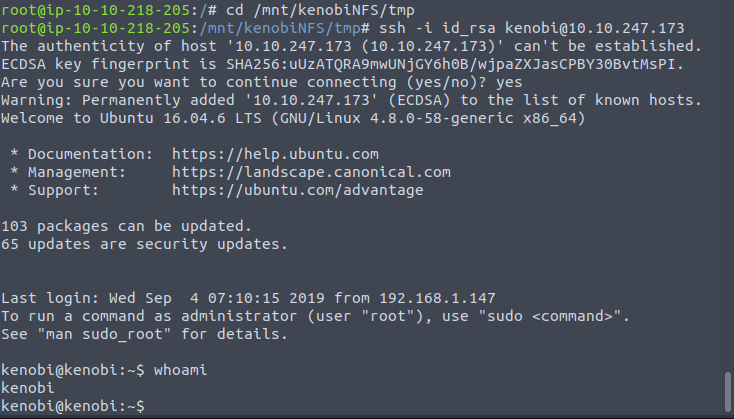 root@ip-10-10-218-205:/# cd /mnt/kenobiNFS/tmp
root@ip-10-10-218-205:/mnt/kenobiNFS/tmp# ssh -i id_rsa kenobi@10.10.247.173
The authenticity of host '10.10.247.173 (10.10.247.173)' can't be established.
ECDSA key fingerprint is SHA256:uUzATQRA9mwUNjGY6h0B/wjpaZXJasCPBY30BvtMsPI.
Are you sure you want to continue connecting (yes/no)? yes
Warning: Permanently added '10.10.247.173' (ECDSA) to the list of known hosts.
Welcome to Ubuntu 16.04.6 LTS (GNU/Linux 4.8.0-58-generic x86_64)
 * Documentation:  https://help.ubuntu.com
 * Management:     https://landscape.canonical.com
 * Support:        https://ubuntu.com/advantage
103 packages can be updated.
65 updates are security updates.
Last login: Wed Sep  4 07:10:15 2019 from 192.168.1.147
To run a command as administrator (user "root"), use "sudo <command>".
See "man sudo_root" for details.
kenobi@kenobi:~$ whoami
kenobi
kenobi@kenobi:~$